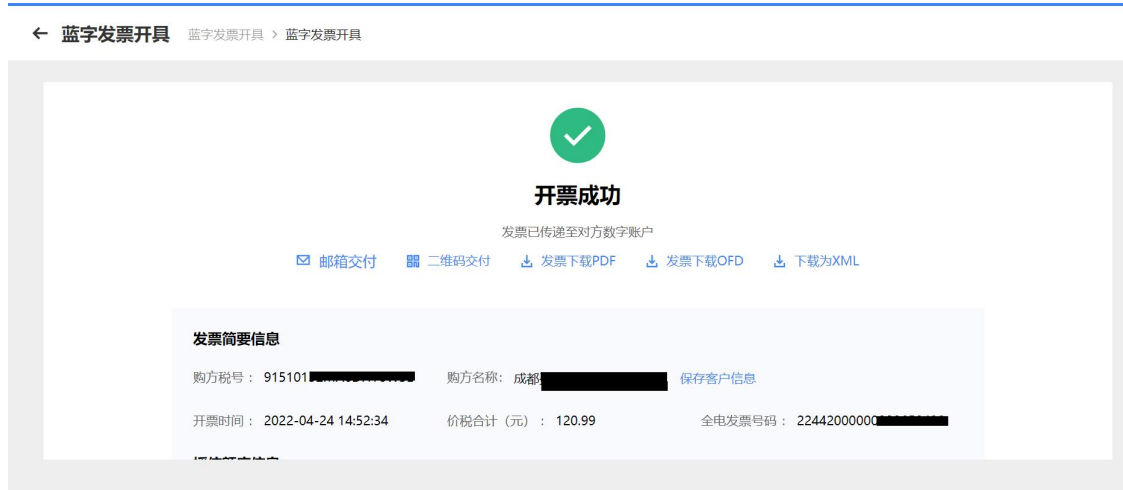 ← 蓝字发票开具 蓝字发票开具 > 蓝字发票开具
开票成功
发票已传递至对方数字账户
邮箱交付 二维码交付 发票下载PDF 发票下载OFD 下载为XML
发票简要信息
购方税号： 915101 购方名称： 成都 保存客户信息
开票时间： 2022-04-24 14:52:34 价税合计（元）： 120.99 全电发票号码： 22442000000